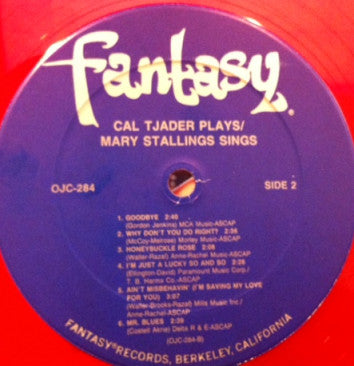 Fantasy®
CAL TJADER PLAYS/
MARY STALLINGS SINGS
OJC-284
SIDE 2
1. GOODBYE 2:40
(Gordon Jenkins) MCA Music-ASCAP
2. WHY DON'T YOU DO RIGHT? 2:36
(McCoy-Melrose) Morley Music-ASCAP
3. HONEYSUCKLE ROSE 2:08
(Waller-Razaf) Anne-Rachel Music-ASCAP
4. I'M JUST A LUCKY SO AND SO 3:26
(Ellington-David) Paramount Music Corp./
T. B. Harms Co.-ASCAP
5. AIN'T MISBEHAVIN' (I'M SAVING MY LOVE
FOR YOU) 3:07
(Waller-Brooks-Razaf) Mills Music Inc/
Anne-Rachel-ASCAP
6. MR. BLUES 2:39
(Costell Akrie) Delta R & E-ASCAP
(OJC-284-B)
FANTASY® RECORDS, BERKELEY, CALIFORNIA